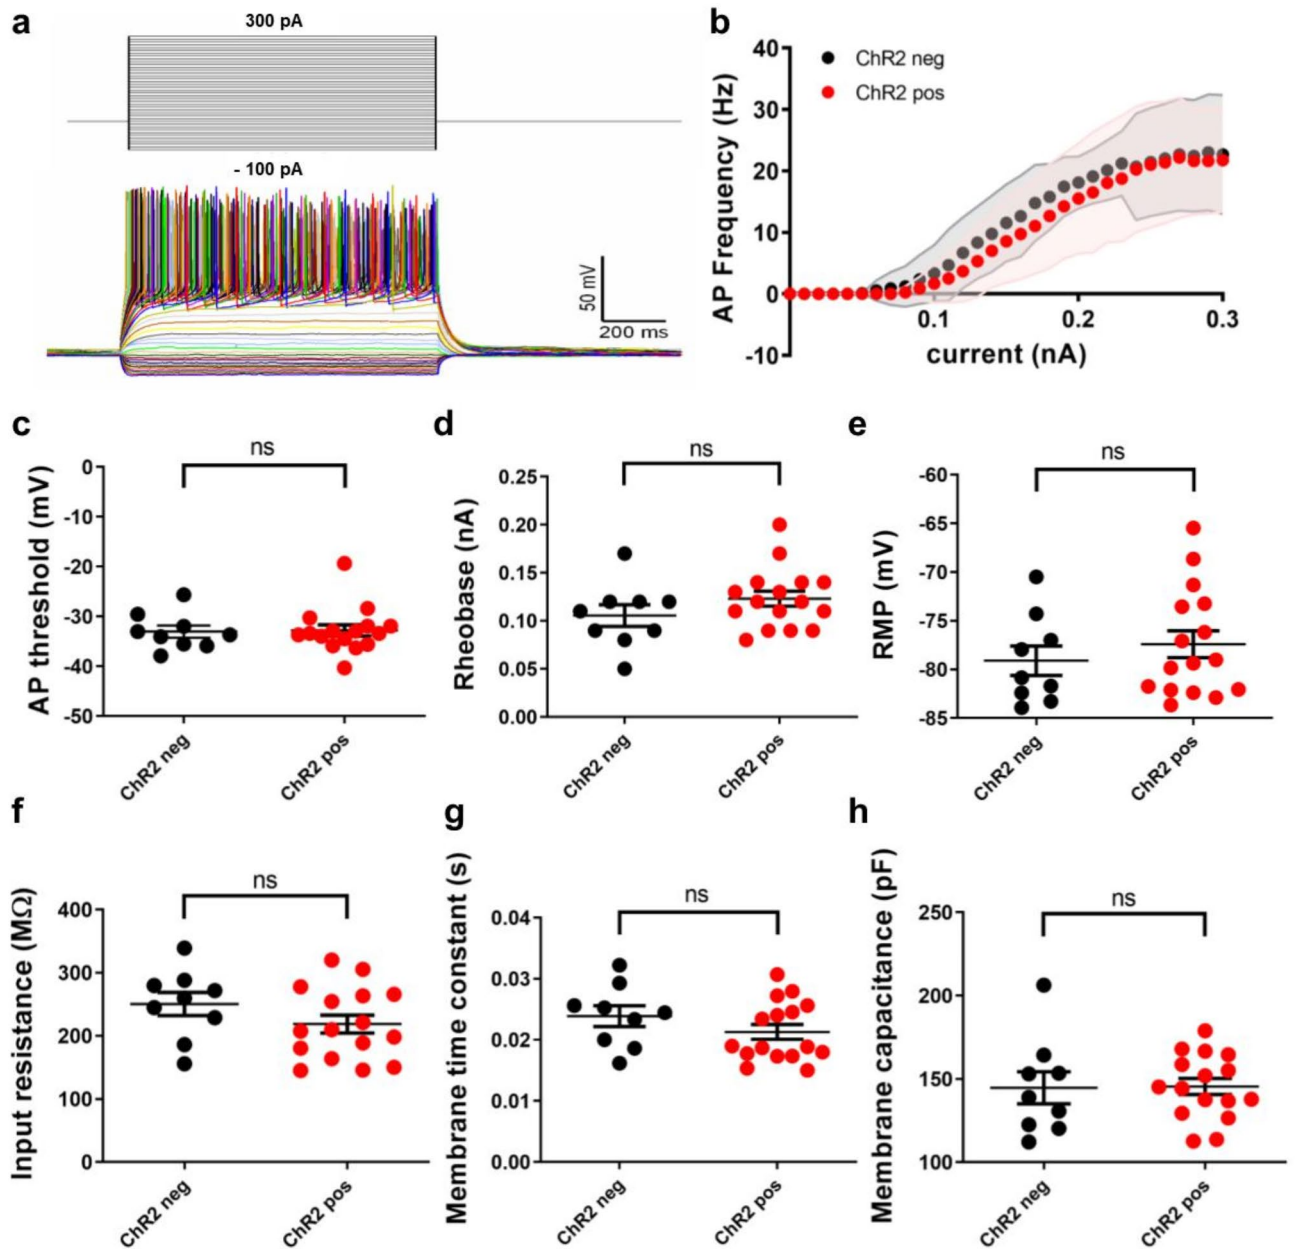 a
300 pA
- 100 pA
50 mV
200 ms
b
40
30
20
10
0
-10
AP Frequency (Hz)
ChR2 neg
ChR2 pos
0.1
0.2
0.3
current (nA)
c
ns
AP threshold (mV)
0
-10
-20
-30
-40
-50
ChR2 neg
ChR2 pos
d
ns
Rheobase (nA)
0.25
0.20
0.15
0.10
0.05
0.00
ChR2 neg
ChR2 pos
e
ns
RMP (mV)
-60
-65
-70
-75
-80
-85
ChR2 neg
ChR2 pos
f
ns
Input resistance (MΩ)
400
300
200
100
0
ChR2 neg
ChR2 pos
g
ns
Membrane time constant (s)
0.04
0.03
0.02
0.01
0.00
ChR2 neg
ChR2 pos
h
ns
Membrane capacitance (pF)
250
200
150
100
ChR2 neg
ChR2 pos